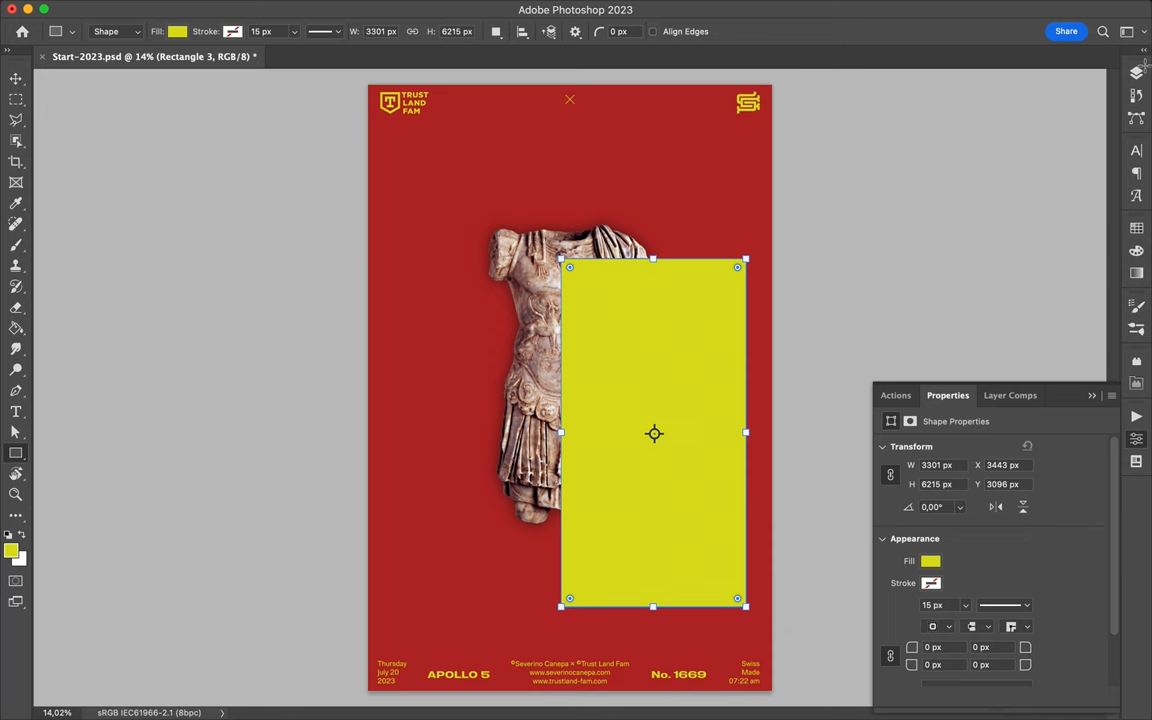 Adobe Photoshop 2023
Shape Fill: Stroke: 15 px W: 3301 px H: 6215 px 0 px Align Edges Share
× Start-2023.psd @ 14% (Rectangle 3, RGB/8) *
TRUST
LAND
FAM
Actions Properties Layer Comps
Shape Properties
Transform
W 3301 px X 3443 px
H 6215 px Y 3096 px
0,00°
Appearance
Fill
Stroke
15 px
0 px 0 px
0 px 0 px
Thursday
July 20
2023
APOLLO 5
©Severino Canepa × ©Trust Land Fam
www.severinocanepa.com
www.trustland-fam.com
No. 1669
Swiss
Made
07:22 am
14,02% sRGB IEC61966-2.1 (8bpc)